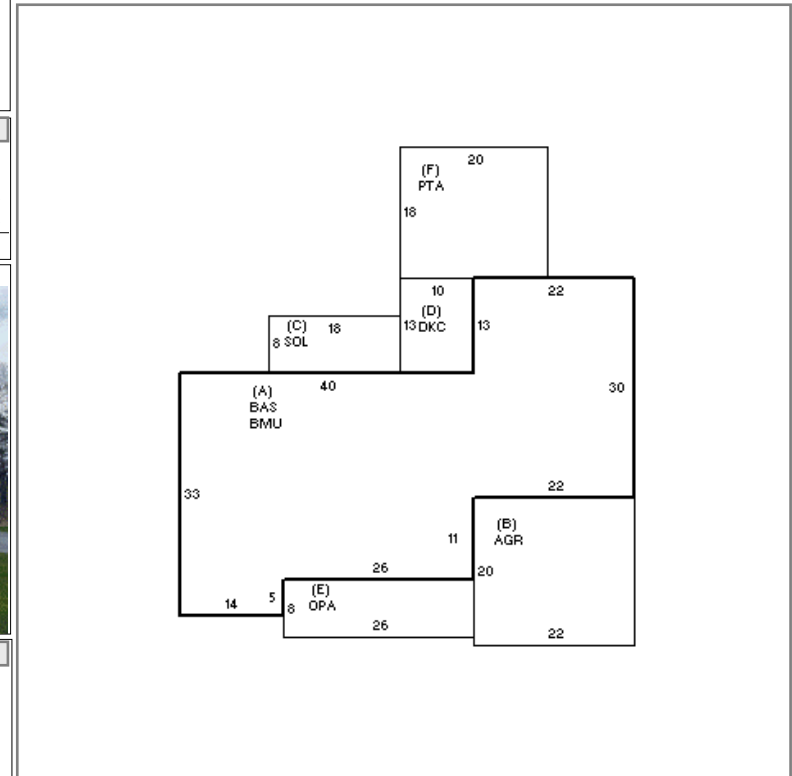 20
(F)
PTA
18
10
22
(D)
13 DKC
13
(C)
18
8 SOL
40
30
(A)
BAS
BMU
22
33
(B)
AGR
11
26
20
(E)
5
14
8
OPA
26
22